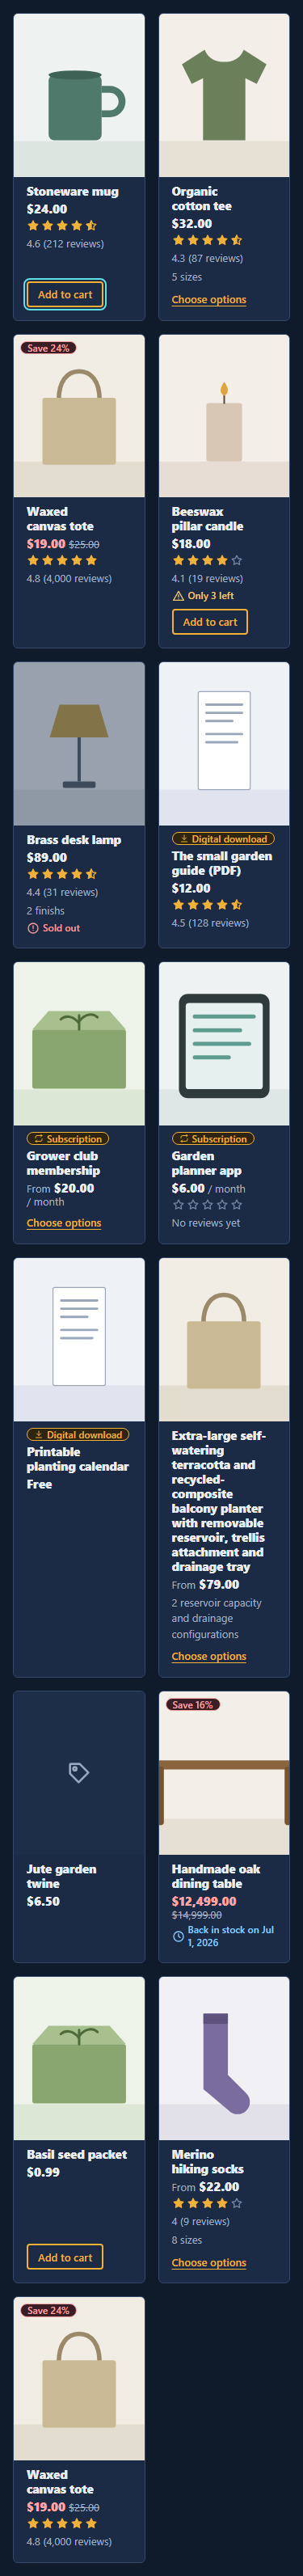 Stoneware mug
$24.00
4.6 (212 reviews)
Add to cart
Organic
cotton tee
$32.00
4.3 (87 reviews)
5 sizes
Choose options
Save 24%
Waxed
canvas tote
$19.00 $25.00
4.8 (4,000 reviews)
Beeswax
pillar candle
$18.00
4.1 (19 reviews)
Only 3 left
Add to cart
Brass desk lamp
$89.00
4.4 (31 reviews)
2 finishs
Sold out
Digital download
The small garden
guide (PDF)
$12.00
4.5 (128 reviews)
Subscription
Grower club
membership
From $20.00
/ month
Choose options
Subscription
Garden
planner app
$6.00 / month
No reviews yet
Digital download
Printable
planting calendar
Free
Extra-large self-
watering
terracotta and
recycled-
composite
balcony planter
with removable
reservoir, trellis
attachment and
drainage tray
From $79.00
2 reservoir capacity
and drainage
configurations
Choose options
Jute garden
twine
$6.50
Save 16%
Handmade oak
dining table
$12,499.00
$14,999.00
Back in stock on Jul
1, 2026
Basil seed packet
$0.99
Add to cart
Merino
hiking socks
From $22.00
4 (9 reviews)
8 sizes
Choose options
Save 24%
Waxed
canvas tote
$19.00 $25.00
4.8 (4,000 reviews)